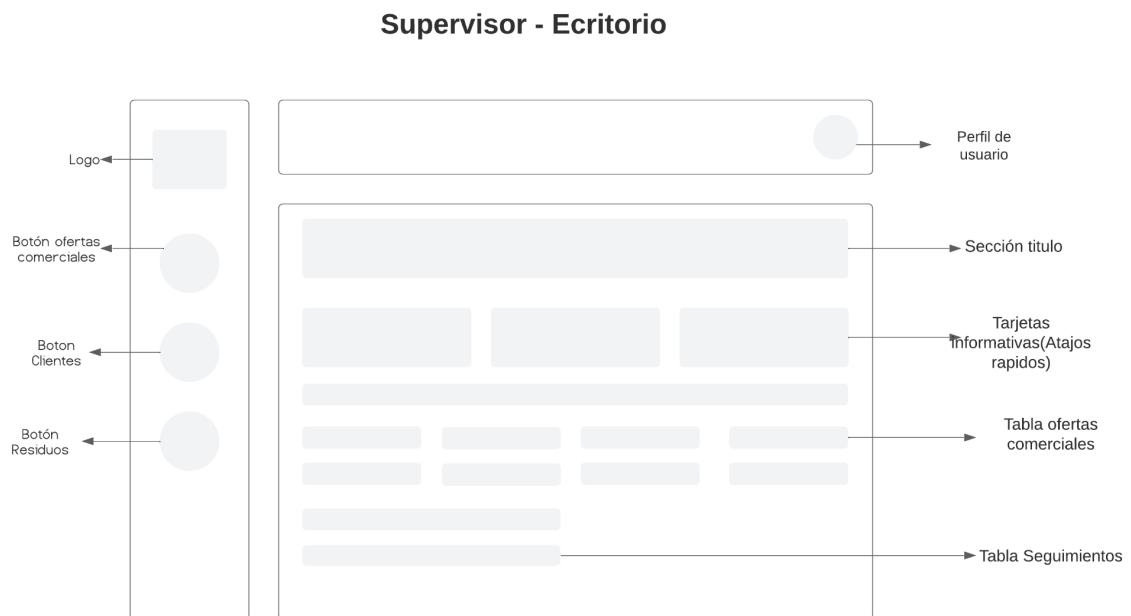 Supervisor - Ecritorio
Logo
Perfil de
usuario
Botón ofertas
comerciales
Sección titulo
Boton
Clientes
Tarjetas
informativas(Atajos
rapidos)
Botón
Residuos
Tabla ofertas
comerciales
Tabla Seguimientos